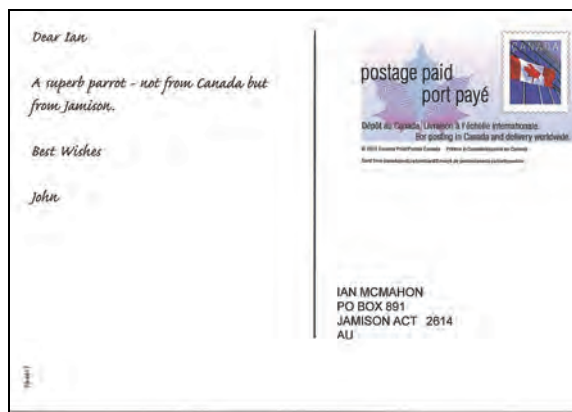 Dear Ian
A superb parrot - not from Canada but
from Jamison.
Best Wishes
John
CANADA
postage paid
port payé
Dépôt au Canada, Livraison à l'échelle internationale.
For posting in Canada and delivery worldwide.
IAN MCMAHON
PO BOX 891
JAMISON ACT 2614
AU